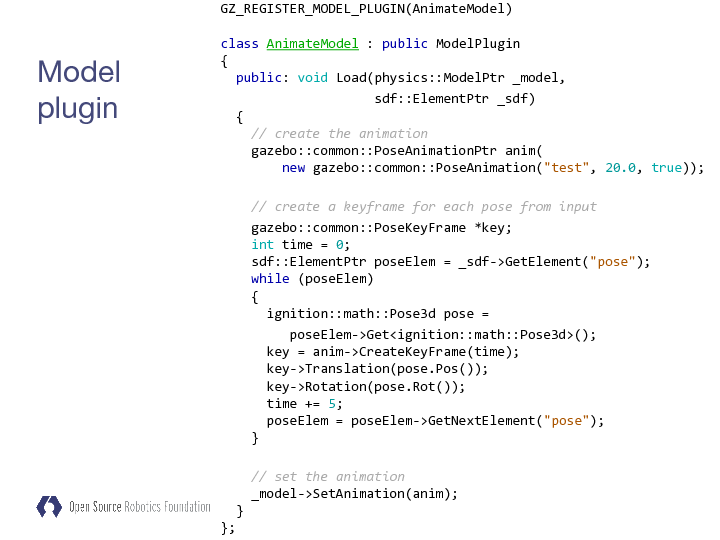 Model
plugin
GZ_REGISTER_MODEL_PLUGIN(AnimateModel)
class AnimateModel : public ModelPlugin
{
  public: void Load(physics::ModelPtr _model,
                    sdf::ElementPtr _sdf)
  {
    // create the animation
    gazebo::common::PoseAnimationPtr anim(
        new gazebo::common::PoseAnimation("test", 20.0, true));
    // create a keyframe for each pose from input
    gazebo::common::PoseKeyFrame *key;
    int time = 0;
    sdf::ElementPtr poseElem = _sdf->GetElement("pose");
    while (poseElem)
    {
      ignition::math::Pose3d pose =
         poseElem->Get<ignition::math::Pose3d>();
      key = anim->CreateKeyFrame(time);
      key->Translation(pose.Pos());
      key->Rotation(pose.Rot());
      time += 5;
      poseElem = poseElem->GetNextElement("pose");
    }
    // set the animation
    _model->SetAnimation(anim);
  }
};
Open Source Robotics Foundation